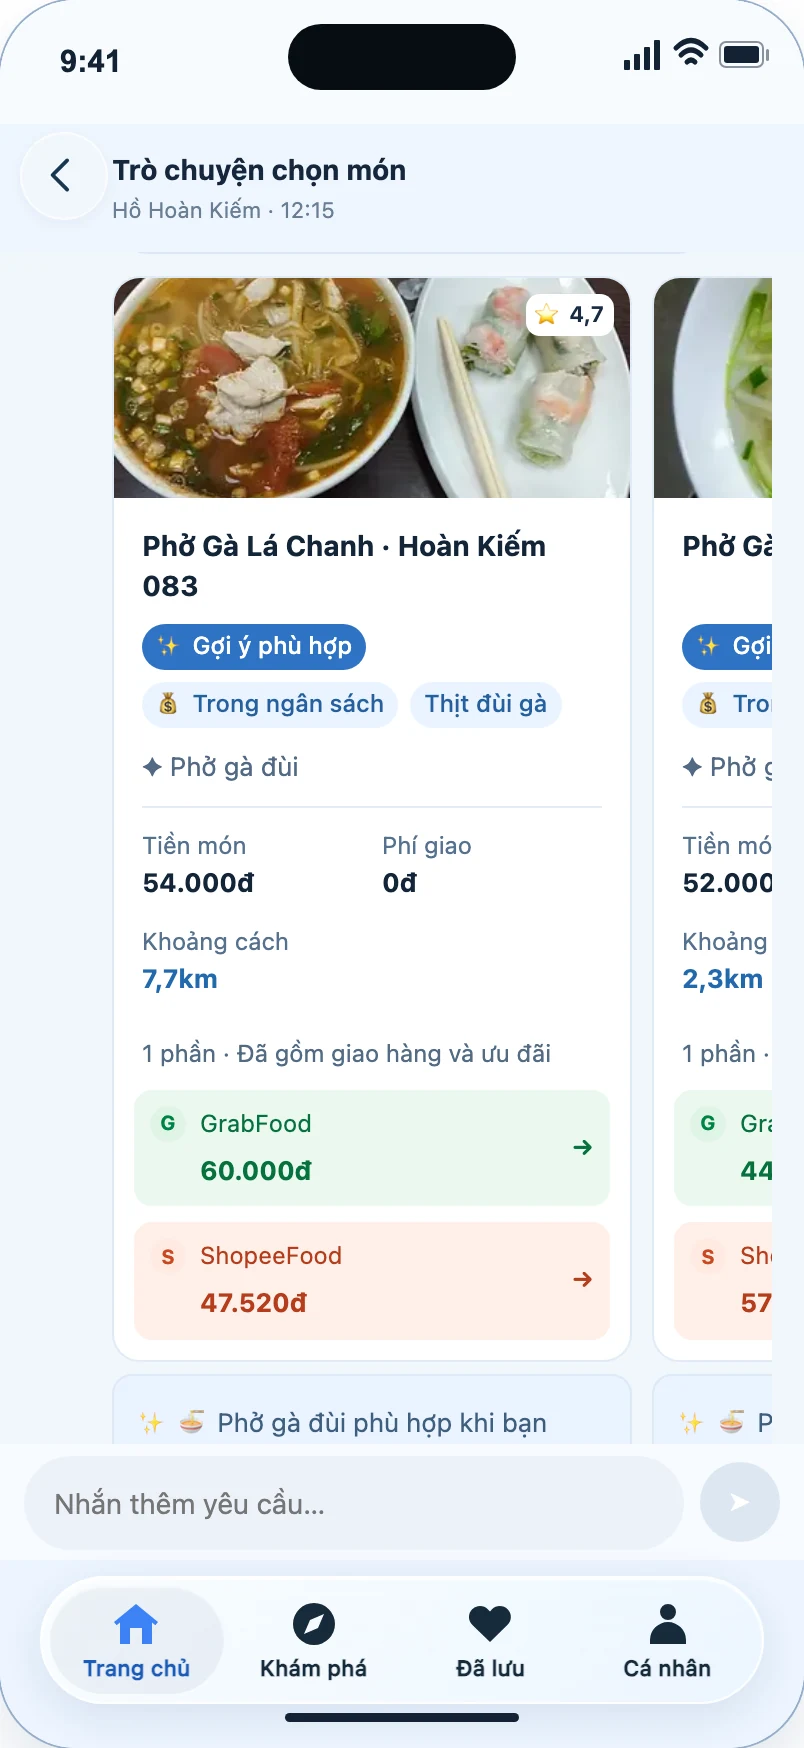 9:41
Trò chuyện chọn món
Hồ Hoàn Kiếm · 12:15
4,7
Phở Gà Lá Chanh · Hoàn Kiếm
083
Gợi ý phù hợp
Trong ngân sách
Thịt đùi gà
Phở gà đùi
Tiền món
Phí giao
54.000đ
0đ
Khoảng cách
7,7km
1 phần · Đã gồm giao hàng và ưu đãi
G GrabFood
60.000đ
S ShopeeFood
47.520đ
Phở gà đùi phù hợp khi bạn
Phở Gà
Gợi
Phở
Tiền
52.000
Khoảng
2,3km
1 phần ·
G
44
S
57
Nhắn thêm yêu cầu...
Trang chủ
Khám phá
Đã lưu
Cá nhân